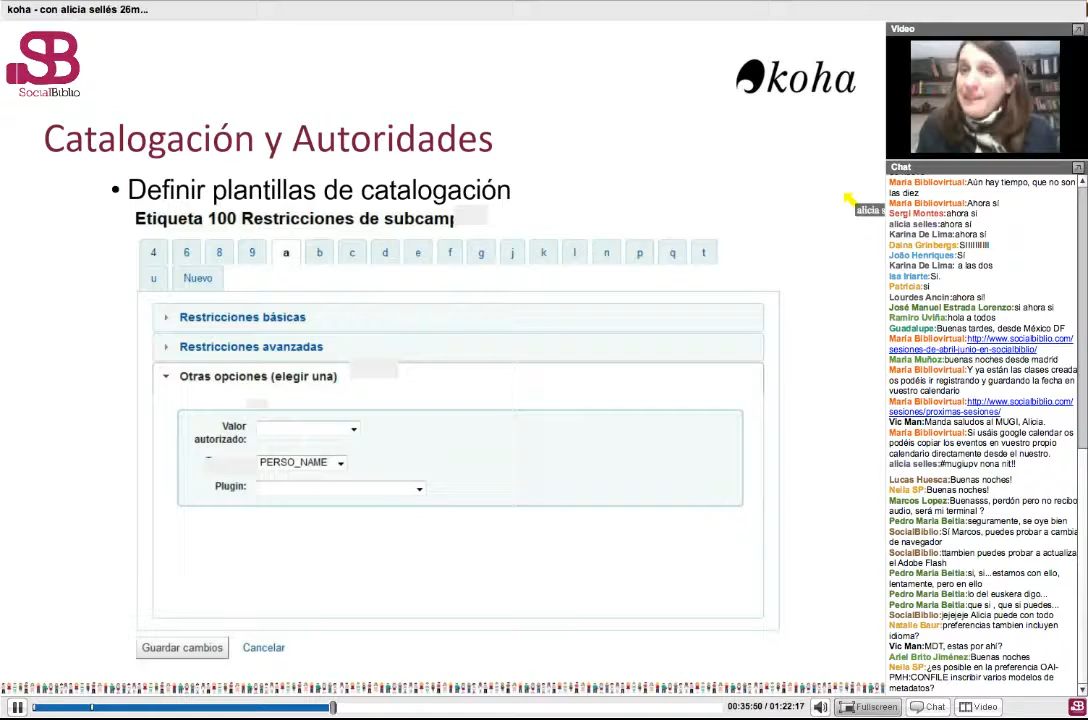 koha - con alicia sellés 26m...
SB
SocialBiblio
koha
Catalogación y Autoridades
• Definir plantillas de catalogación
Etiqueta 100 Restricciones de subcamp
4 6 8 9 a b c d e f g j k l n p q t
u Nuevo
Restricciones básicas
Restricciones avanzadas
Otras opciones (elegir una)
Valor
autorizado:
PERSO_NAME
Plugin:
Guardar cambios Cancelar
Video
alicia s
Chat
Maria Bibliovirtual:Aún hay tiempo, que no son
las diez
Maria Bibliovirtual:Ahora sí
Sergi Montes:ahora si
alicia selles:ahora sí
Karina De Lima:ahora sí
Daina Grinbergs:SIIIIIIIII
João Henriques:Sí
Karina De Lima: a las dos
Isa Iriarte:Si.
Patricia:si
Lourdes Ancin:ahora sí!
José Manuel Estrada Lorenzo:si ahora si
Ramiro Uviña:hola a todos
Guadalupe:Buenas tardes, desde México DF
Maria Bibliovirtual:http://www.socialbiblio.com/
sesiones-de-abril-junio-en-socialbiblio/
Maria Muñoz:buenas noches desde madrid
Maria Bibliovirtual:Y ya están las clases creada
os podéis ir registrando y guardando la fecha en
vuestro calendario
Maria Bibliovirtual:http://www.socialbiblio.com/
sesiones/proximas-sesiones/
Vic Man:Manda saludos al MUGI, Alicia.
Maria Bibliovirtual:Si usáis google calendar os
podéis copiar los eventos en vuestro propio
calendario directamente desde el nuestro.
alicia selles:#mugiupv nona nit!!
Lucas Huesca:Buenas noches!
Neila SP:Buenas noches!
Marcos Lopez:Buenasss, perdón pero no recibo
audio, será mi terminal ?
Pedro Maria Beitia:seguramente, se oye bien
SocialBiblio:Sí Marcos, puedes probar a cambia
de navegador
SocialBiblio:ttambien puedes probar a actualiza
el Adobe Flash
Pedro Maria Beitia:si, si...estamos con ello,
lentamente, pero en ello
Pedro Maria Beitia:lo del euskera digo...
Pedro Maria Beitia:que si , que si puedes...
SocialBiblio:jejejeje Alicia puede con todo
Natalie Baur:preferencias tambien incluyen
idioma?
Vic Man:MDT, estas por ahí?
Ariel Brito Jiménez:Buenas noches
Neila SP:¿es posible en la preferencia OAI-
PMH:CONFILE inscribir varios modelos de
metadatos?
00:35:50 / 01:22:17 Fullscreen Chat Video SB